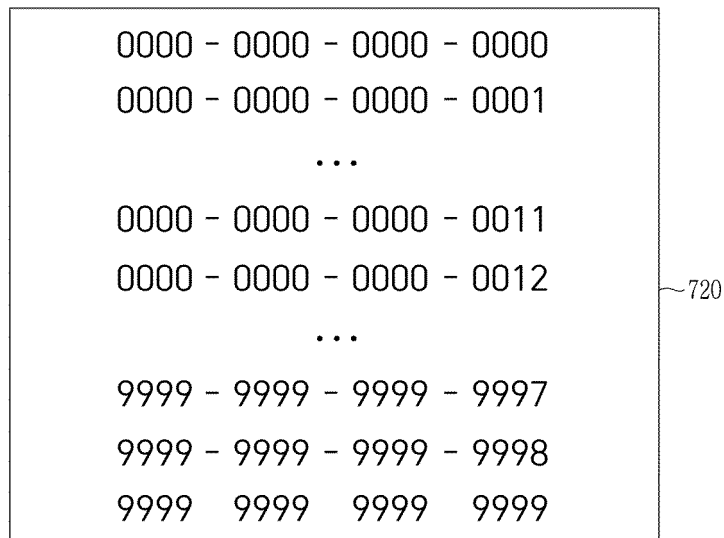 0000 - 0000 - 0000 - 0000
0000 - 0000 - 0000 - 0001
...
0000 - 0000 - 0000 - 0011
0000 - 0000 - 0000 - 0012
720
...
9999 - 9999 - 9999 - 9997
9999 - 9999 - 9999 - 9998
9999 9999 9999 9999